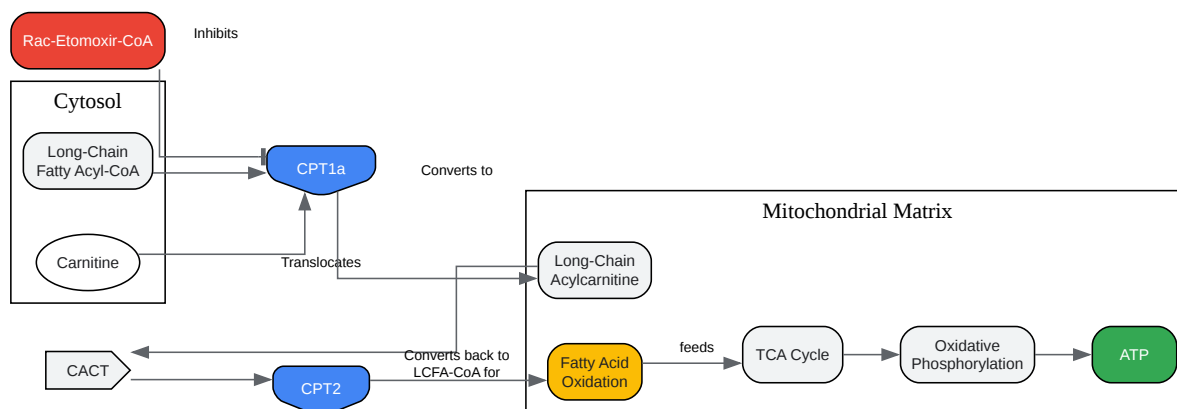 Rac-Etomoxir-CoA
Inhibits
Cytosol
Long-Chain
Fatty Acyl-CoA
CPT1a
Converts to
Mitochondrial Matrix
Carnitine
Translocates
Long-Chain
Acylcarnitine
CACT
CPT2
Converts back to
LCFA-CoA for
Fatty Acid
Oxidation
feeds
TCA Cycle
Oxidative
Phosphorylation
ATP